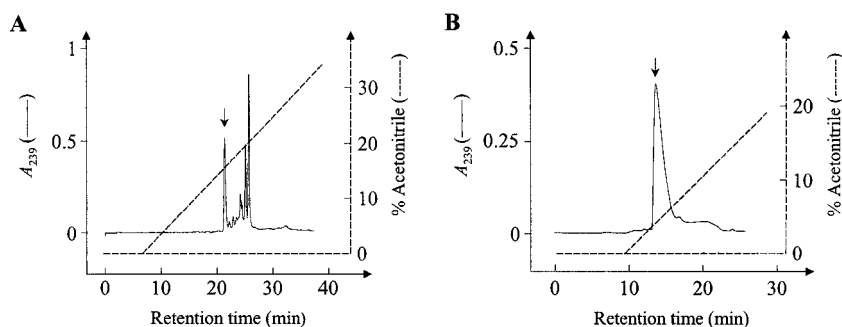 A
A₂₃₉ (——)
1
0.5
0
0 10 20 30 40
Retention time (min)
30
20
10
0
% Acetonitrile (-----)
B
A₂₃₉ (——)
0.5
0.25
0
0 10 20 30
Retention time (min)
20
10
0
% Acetonitrile (-----)